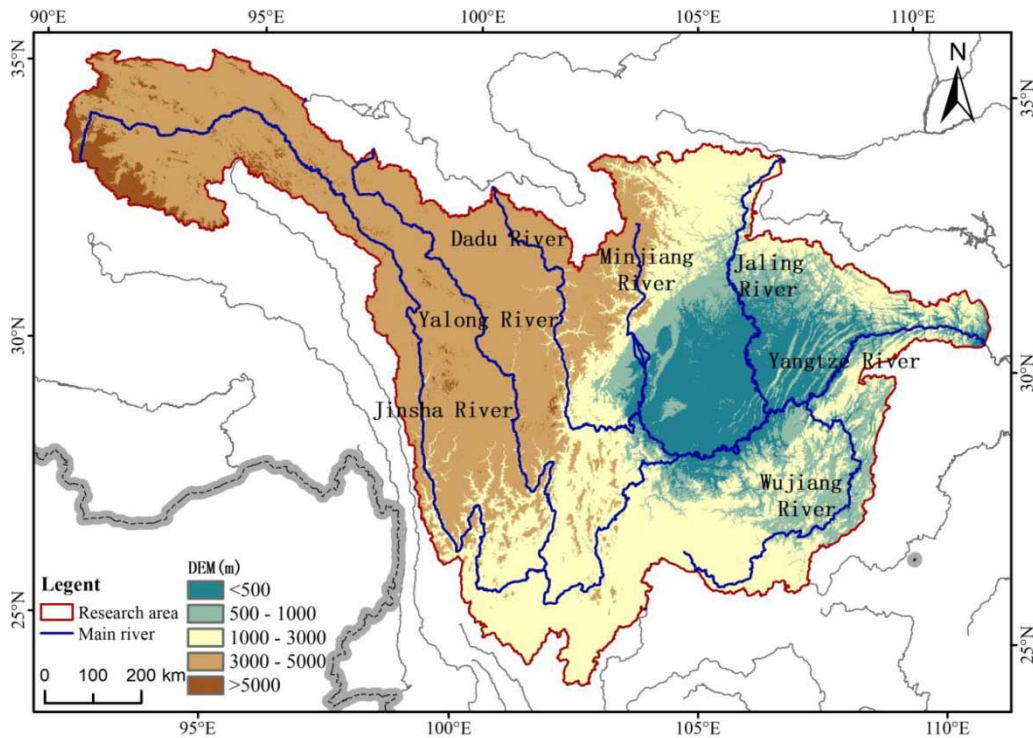 90°E 95°E 100°E 105°E 110°E
35°N
35°N
N
Dadu River
Minjiang
River
Jaling
River
30°N
Yalong River
Yangtze River
30°N
Jinsha River
Wujiang
River
DEM(m)
Legent
<500
Research area
500 - 1000
Main river
1000 - 3000
25°N
25°N
3000 - 5000
0 100 200 km
>5000
95°E 100°E 105°E 110°E